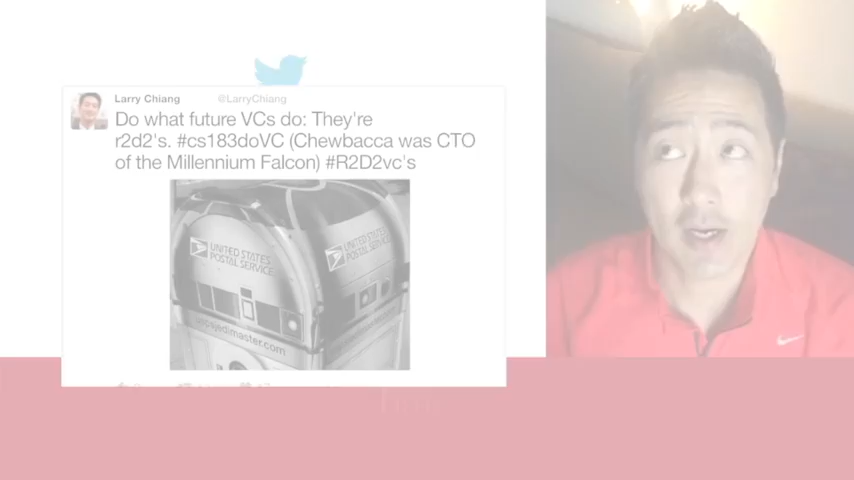 Larry Chiang @LarryChiang
Do what future VCs do: They're
r2d2's. #cs183doVC (Chewbacca was CTO
of the Millennium Falcon) #R2D2vc's
UNITED STATES
POSTAL SERVICE
UNITED STATES
POSTAL SERVICE
uspsjedimaster.com